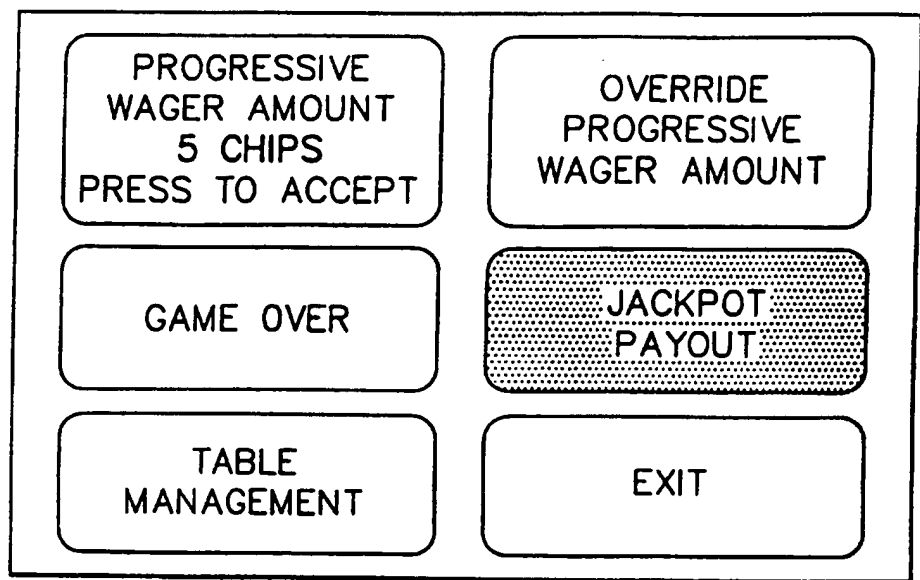 PROGRESSIVE
WAGER AMOUNT
5 CHIPS
PRESS TO ACCEPT
OVERRIDE
PROGRESSIVE
WAGER AMOUNT
GAME OVER
JACKPOT
PAYOUT
TABLE
MANAGEMENT
EXIT